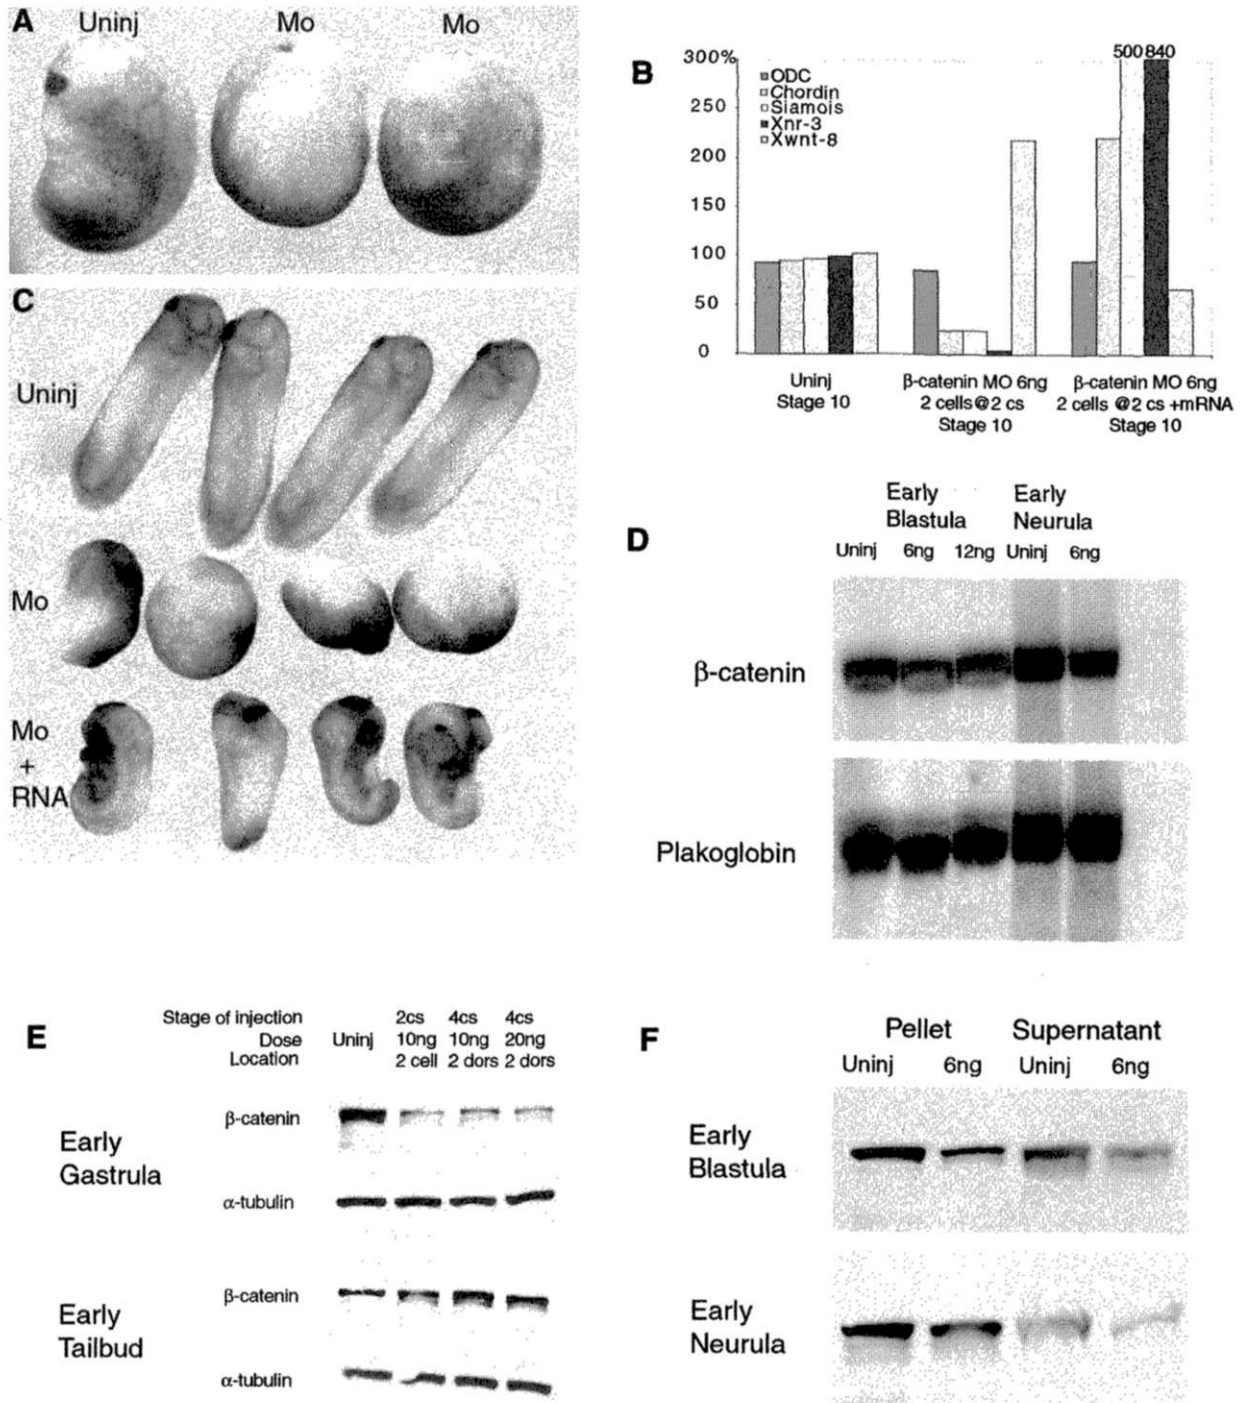 A
Uninj Mo Mo
B
300%
250
200
150
100
50
0
ODC
Chordin
Siamois
Xnr-3
Xwnt-8
500 840
Uninj
Stage 10
β-catenin MO 6ng
2 cells@2 cs
Stage 10
β-catenin MO 6ng
2 cells @2 cs +mRNA
Stage 10
C
Uninj
Mo
Mo
+
RNA
D
Early
Blastula
Early
Neurula
Uninj 6ng 12ng Uninj 6ng
β-catenin
Plakoglobin
E
Stage of injection 2cs 4cs 4cs
Dose Uninj 10ng 10ng 20ng
Location 2 cell 2 dors 2 dors
Early
Gastrula
β-catenin
α-tubulin
Early
Tailbud
β-catenin
α-tubulin
F
Pellet Supernatant
Uninj 6ng Uninj 6ng
Early
Blastula
Early
Neurula